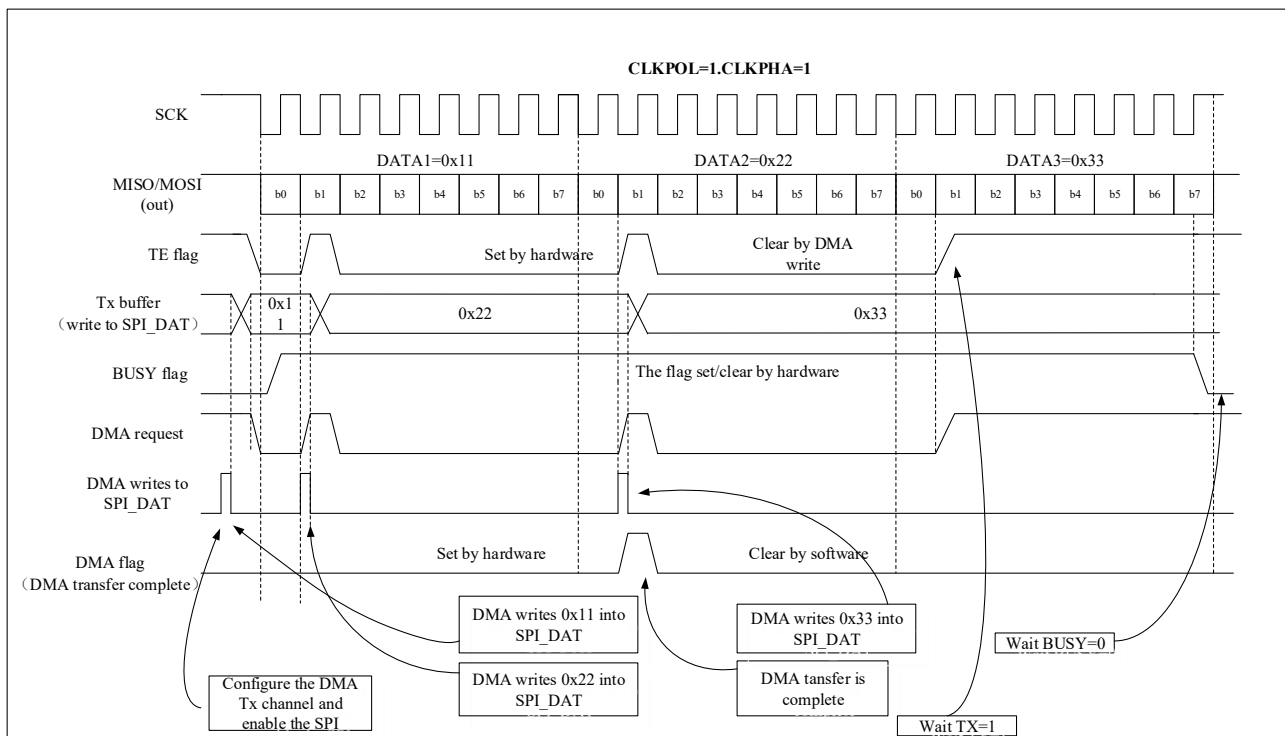 CLKPOL=1.CLKPHA=1
SCK
DATA1=0x11
DATA2=0x22
DATA3=0x33
MISO/MOSI
(out)
b0 b1 b2 b3 b4 b5 b6 b7 b0 b1 b2 b3 b4 b5 b6 b7 b0 b1 b2 b3 b4 b5 b6 b7
TE flag
Set by hardware
Clear by DMA
write
Tx buffer
（write to SPI_DAT）
0x1
1
0x22
0x33
BUSY flag
The flag set/clear by hardware
DMA request
DMA writes to
SPI_DAT
DMA flag
（DMA transfer complete）
Set by hardware
Clear by software
DMA writes 0x11 into
SPI_DAT
DMA writes 0x33 into
SPI_DAT
Wait BUSY=0
Configure the DMA
Tx channel and
enable the SPI
DMA writes 0x22 into
SPI_DAT
DMA tansfer is
complete
Wait TX=1